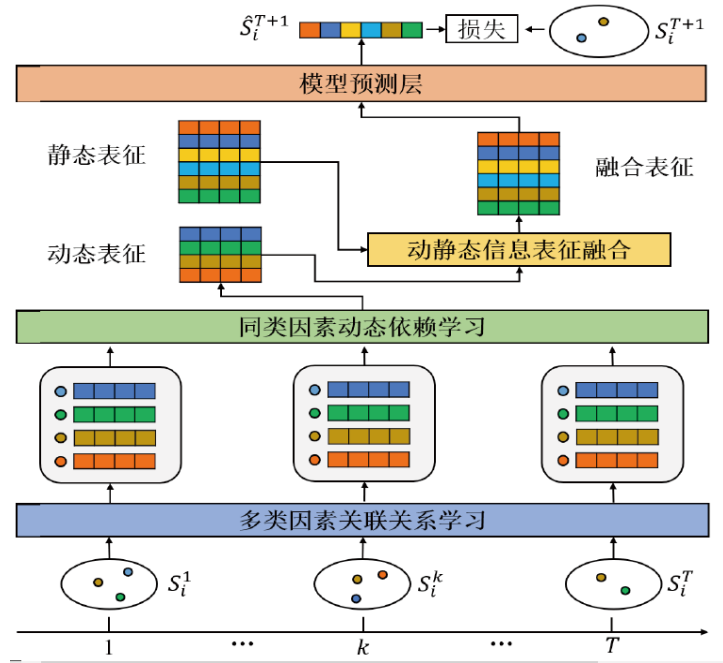 Ŝ_i^{T+1}
损失
S_i^{T+1}
模型预测层
静态表征
融合表征
动态表征
动静态信息表征融合
同类因素动态依赖学习
多类因素关联关系学习
S_i^1
S_i^k
S_i^T
1 ... k ... T